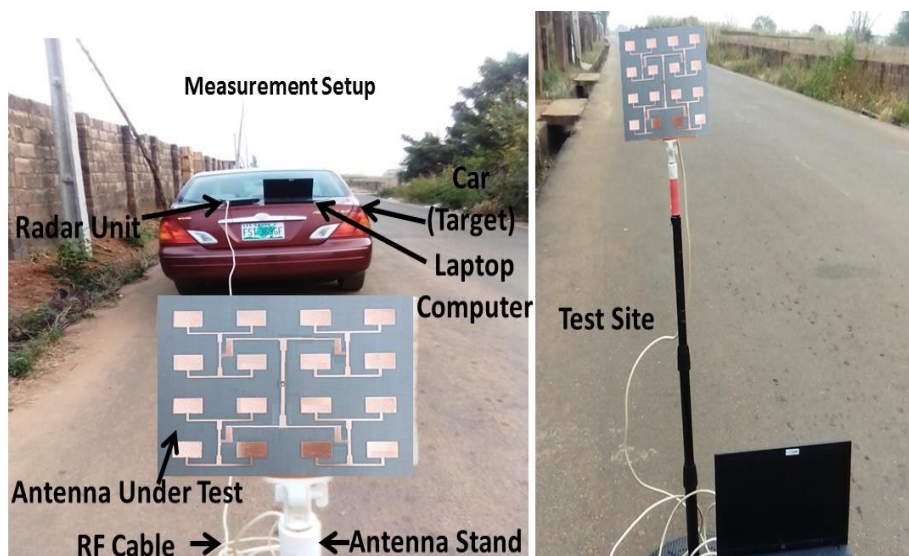 Measurement Setup
Radar Unit
Car
(Target)
Laptop
Computer
Test Site
Antenna Under Test
RF Cable
Antenna Stand